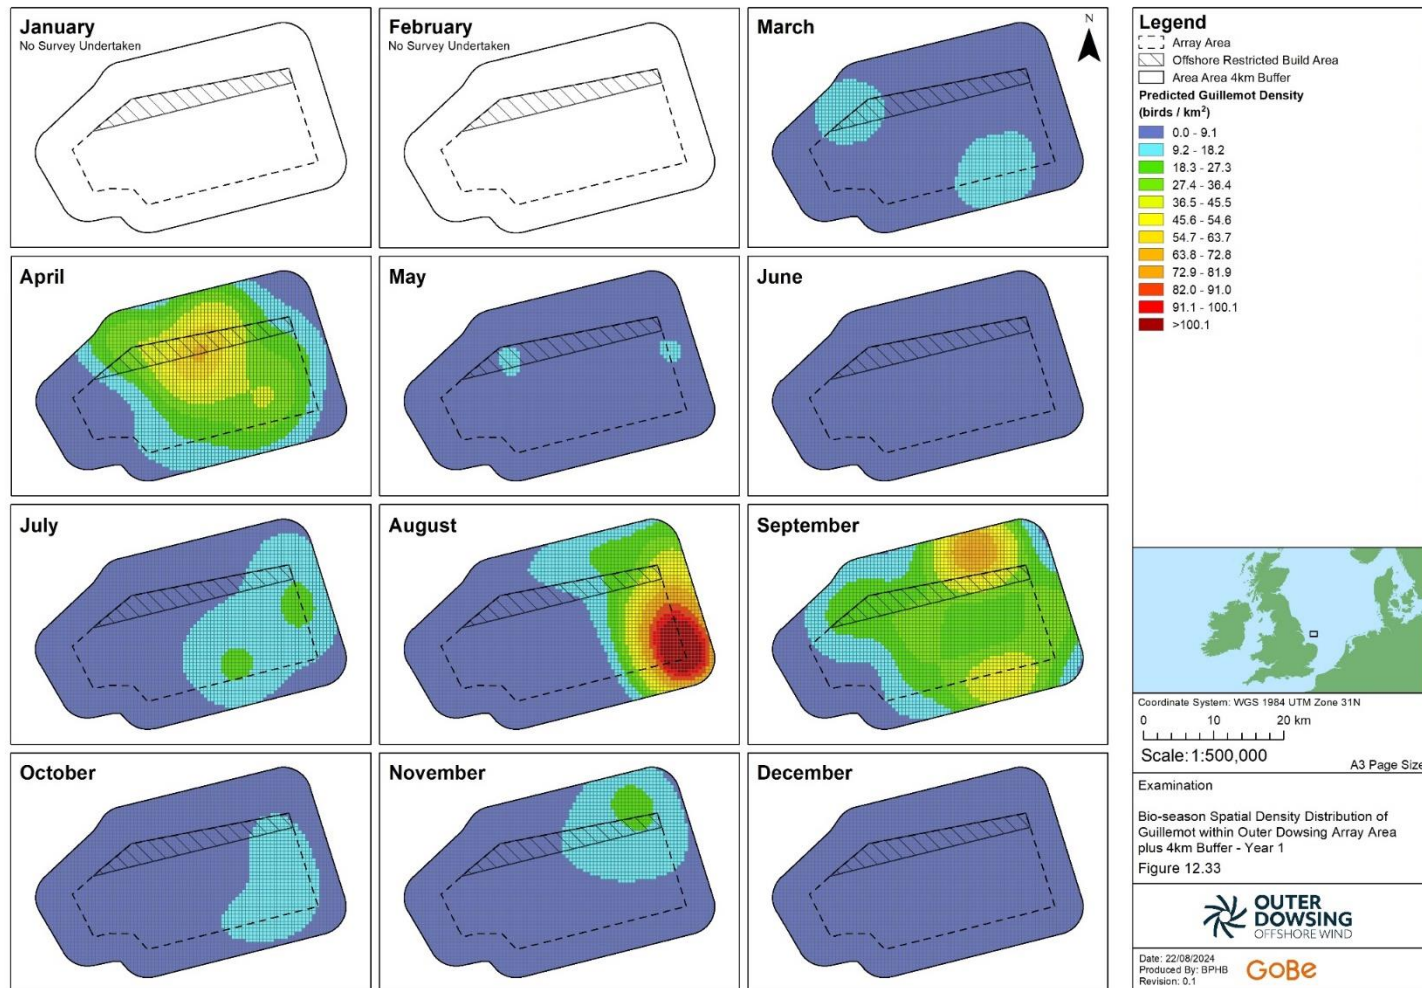 January
No Survey Undertaken
February
No Survey Undertaken
March
N
April
May
June
July
August
September
October
November
December
Legend
Array Area
Offshore Restricted Build Area
Area Area 4km Buffer
Predicted Guillemot Density
(birds / km²)
0.0 - 9.1
9.2 - 18.2
18.3 - 27.3
27.4 - 36.4
36.5 - 45.5
45.6 - 54.6
54.7 - 63.7
63.8 - 72.8
72.9 - 81.9
82.0 - 91.0
91.1 - 100.1
>100.1
Coordinate System: WGS 1984 UTM Zone 31N
0 10 20 km
Scale: 1:500,000
A3 Page Size
Examination
Bio-season Spatial Density Distribution of
Guillemot within Outer Dowsing Array Area
plus 4km Buffer - Year 1
Figure 12.33
OUTER
DOWSING
OFFSHORE WIND
Date: 22/08/2024
Produced By: BPHB
Revision: 0.1
GoBe